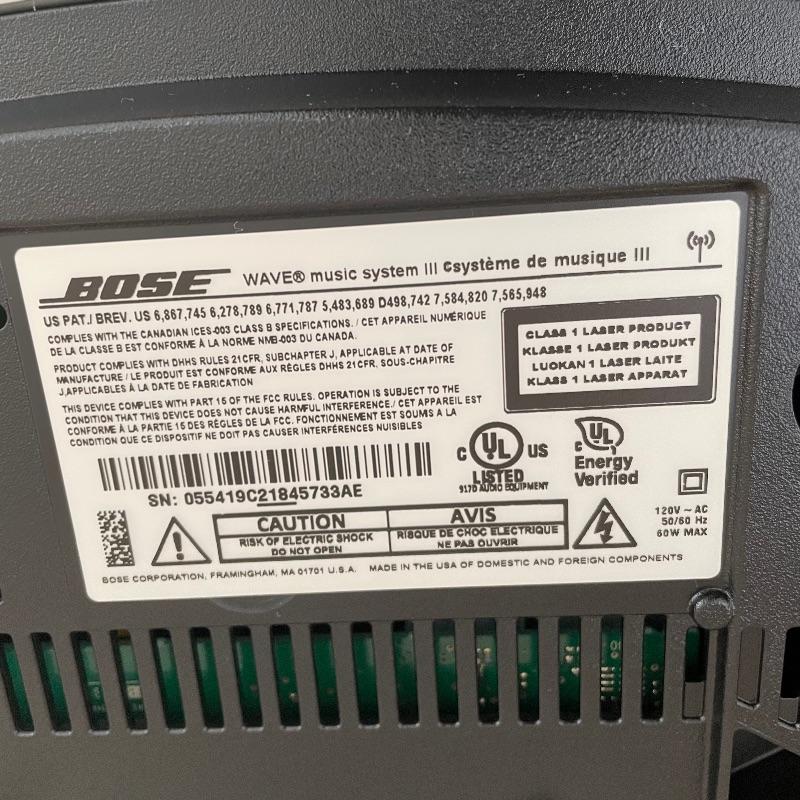 BOSE WAVE® music system III Csystème de musique III
US PAT./ BREV. US 6,867,745 6,278,789 6,771,787 5,483,689 D498,742 7,584,820 7,565,948
COMPLIES WITH THE CANADIAN ICES-003 CLASS B SPECIFICATIONS. / CET APPAREIL NUMÉRIQUE
DE LA CLASSE B EST CONFORME À LA NORME NMB-003 DU CANADA.
PRODUCT COMPLIES WITH DHHS RULES 21CFR, SUBCHAPTER J, APPLICABLE AT DATE OF
MANUFACTURE / LE PRODUIT EST CONFORME AUX RÈGLES DHHS 21CFR, SOUS-CHAPITRE
J,APPLICABLES À LA DATE DE FABRICATION
THIS DEVICE COMPLIES WITH PART 15 OF THE FCC RULES. OPERATION IS SUBJECT TO THE
CONDITION THAT THIS DEVICE DOES NOT CAUSE HARMFUL INTERFERENCE./ CET APPAREIL EST
CONFORME À LA PARTIE 15 DES RÈGLES DE LA FCC. FONCTIONNEMENT EST SOUMIS A LA
CONDITION QUE CE DISPOSITIF NE DOIT PAS CAUSER INTERFÉRENCES NUISIBLES
CLASS 1 LASER PRODUCT
KLASSE 1 LASER PRODUKT
LUOKAN 1 LASER LAITE
KLASS 1 LASER APPARAT
C UL US
LISTED
917D AUDIO EQUIPMENT
C UL
Energy
Verified
SN: 055419C21845733AE
CAUTION
RISK OF ELECTRIC SHOCK
DO NOT OPEN
AVIS
RISQUE DE CHOC ELECTRIQUE
NE PAS OUVRIR
120V ~ AC
50/60 Hz
60W MAX
BOSE CORPORATION, FRAMINGHAM, MA 01701 U.S.A. MADE IN THE USA OF DOMESTIC AND FOREIGN COMPONENTS